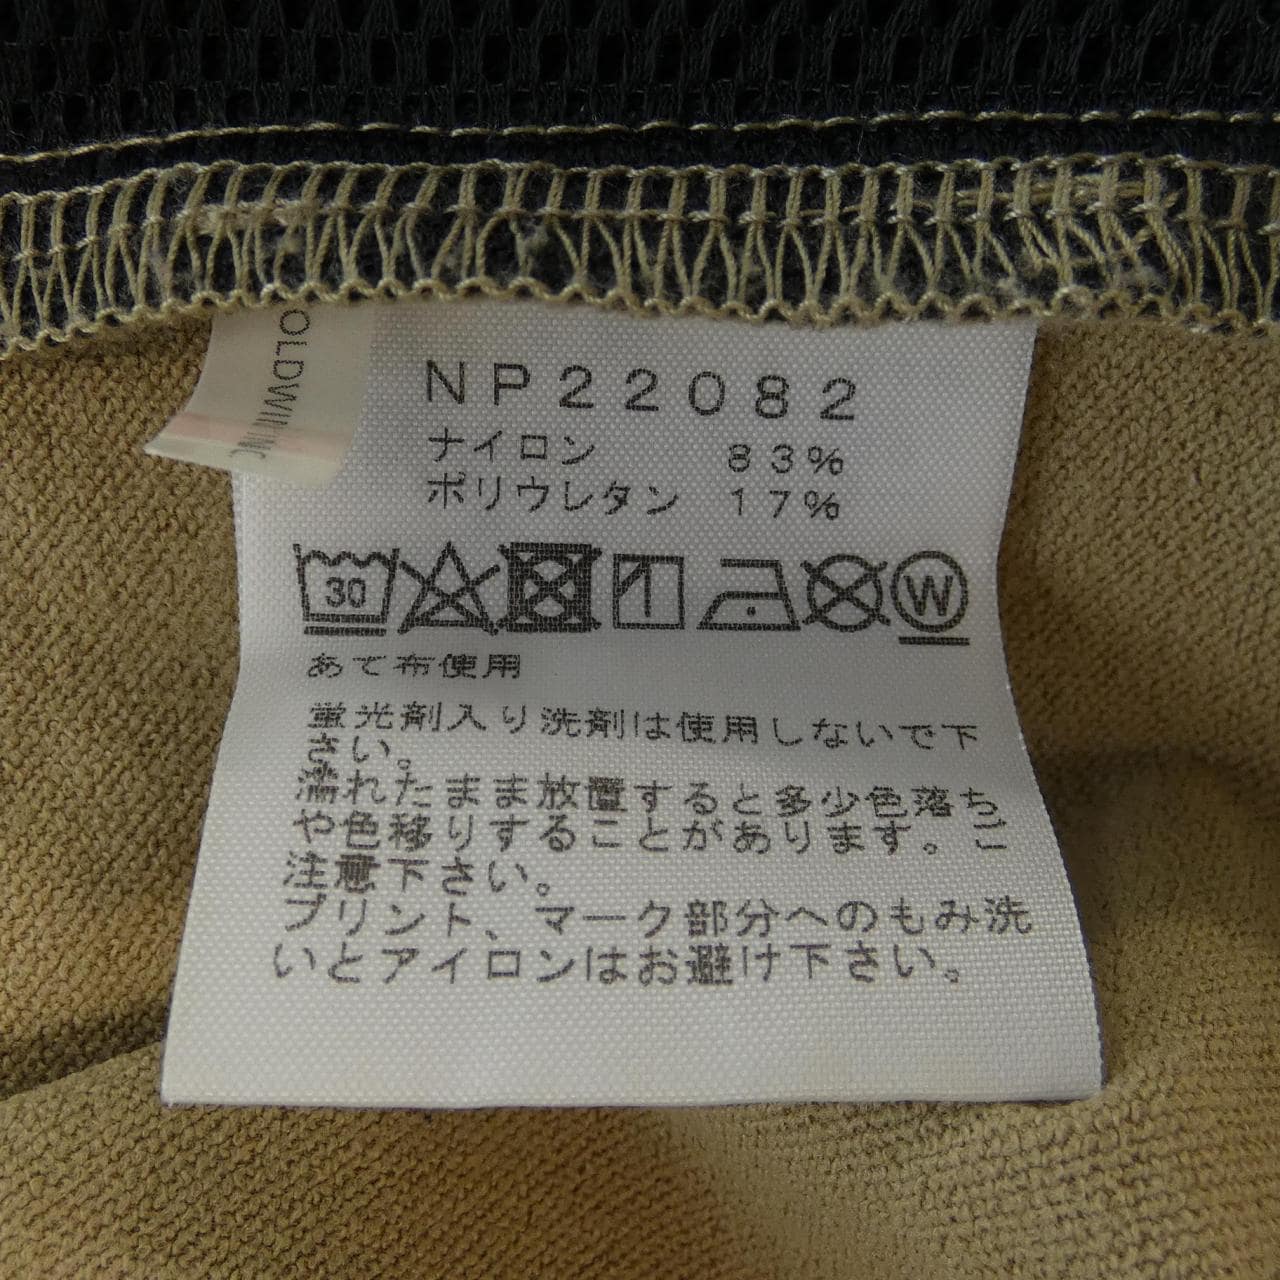 OLDWIN
NP22082
ナイロン 83%
ポリウレタン 17%
30
W
あて布使用
蛍光剤入り洗剤は使用しないで下
さい。
濡れたまま放置すると多少色落ち
や色移りすることがあります。ご
注意下さい。
プリント、マーク部分へのもみ洗
いとアイロンはお避け下さい。